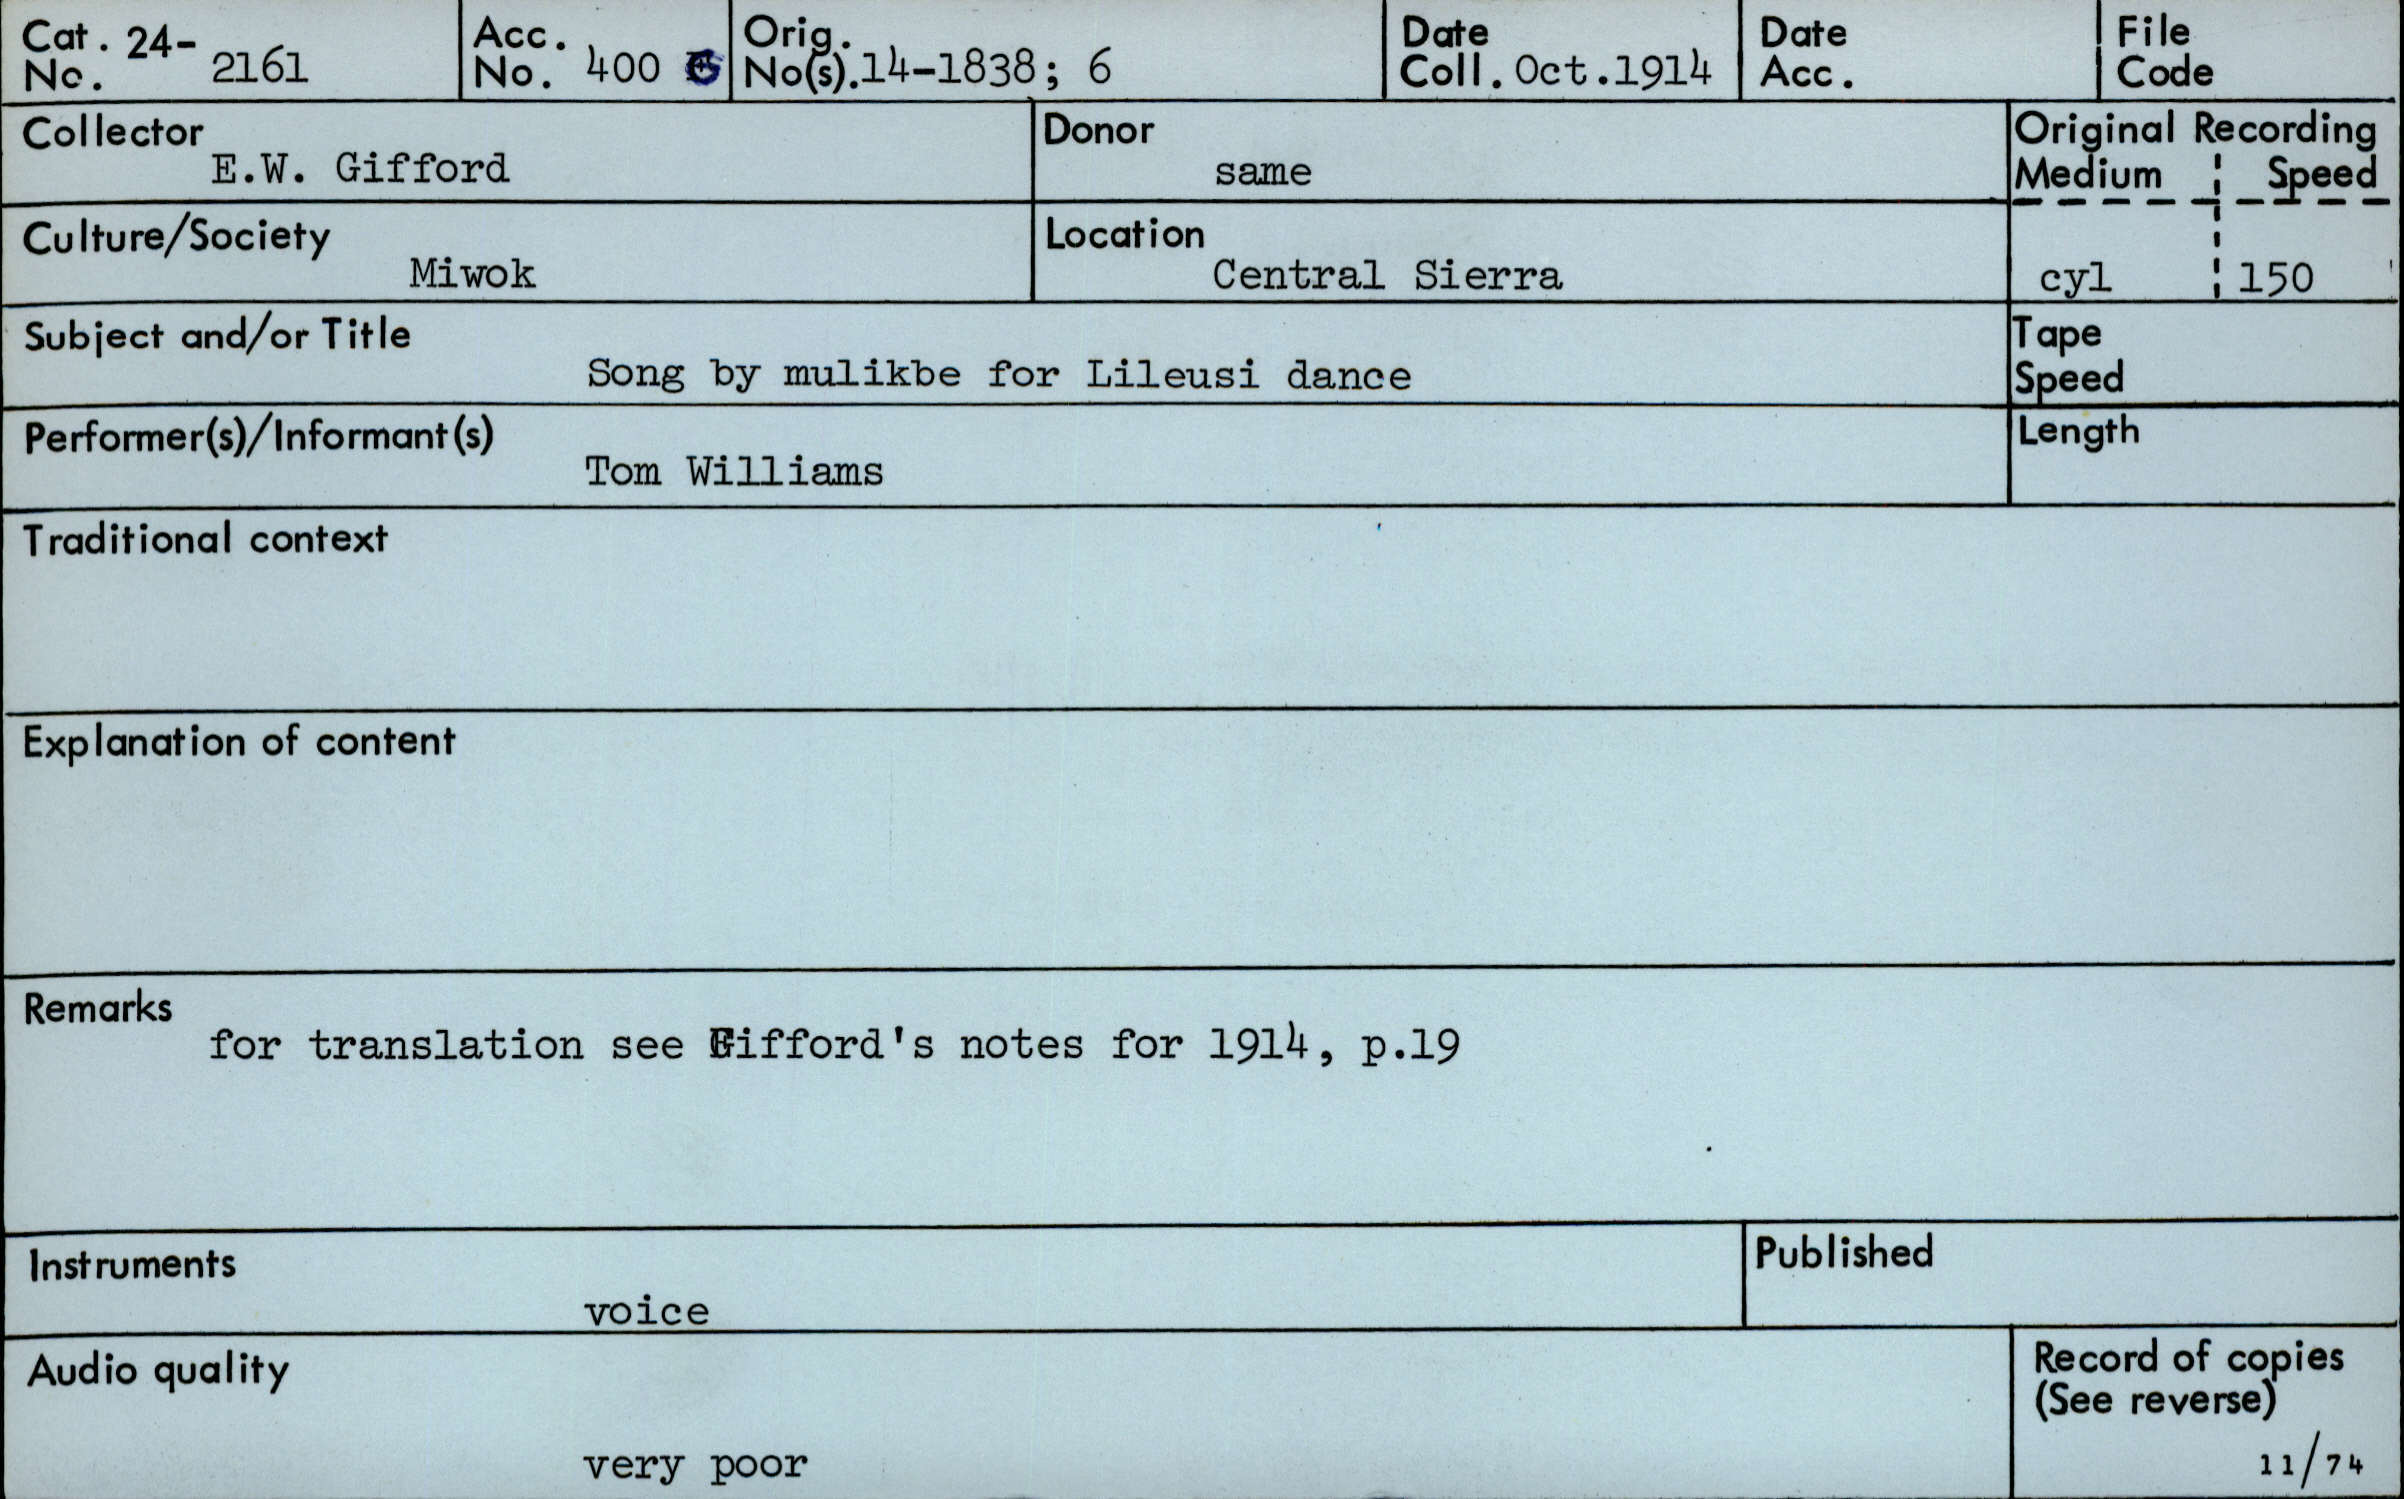 Cat. No. 24-2161
Acc. No. 400 G
Orig. No(s). 14-1838; 6
Date Coll. Oct.1914
Date Acc.
File Code
Collector
E.W. Gifford
Donor
same
Original Recording
Medium Speed
Culture/Society
Miwok
Location
Central Sierra
cyl 150
Subject and/or Title
Song by mulikbe for Lileusi dance
Tape Speed
Performer(s)/Informant(s)
Tom Williams
Length
Traditional context
Explanation of content
Remarks
for translation see Gifford's notes for 1914, p.19
Instruments
voice
Published
Audio quality
very poor
Record of copies
(See reverse)
11/74